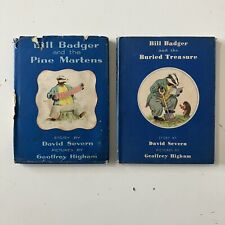 Bill Badger
and the
Pine Martens
STORY BY
David Severn
PICTURES BY
Geoffrey Higham
Bill Badger
and the
Buried Treasure
STORY BY
David Severn
PICTURES BY
Geoffrey Higham